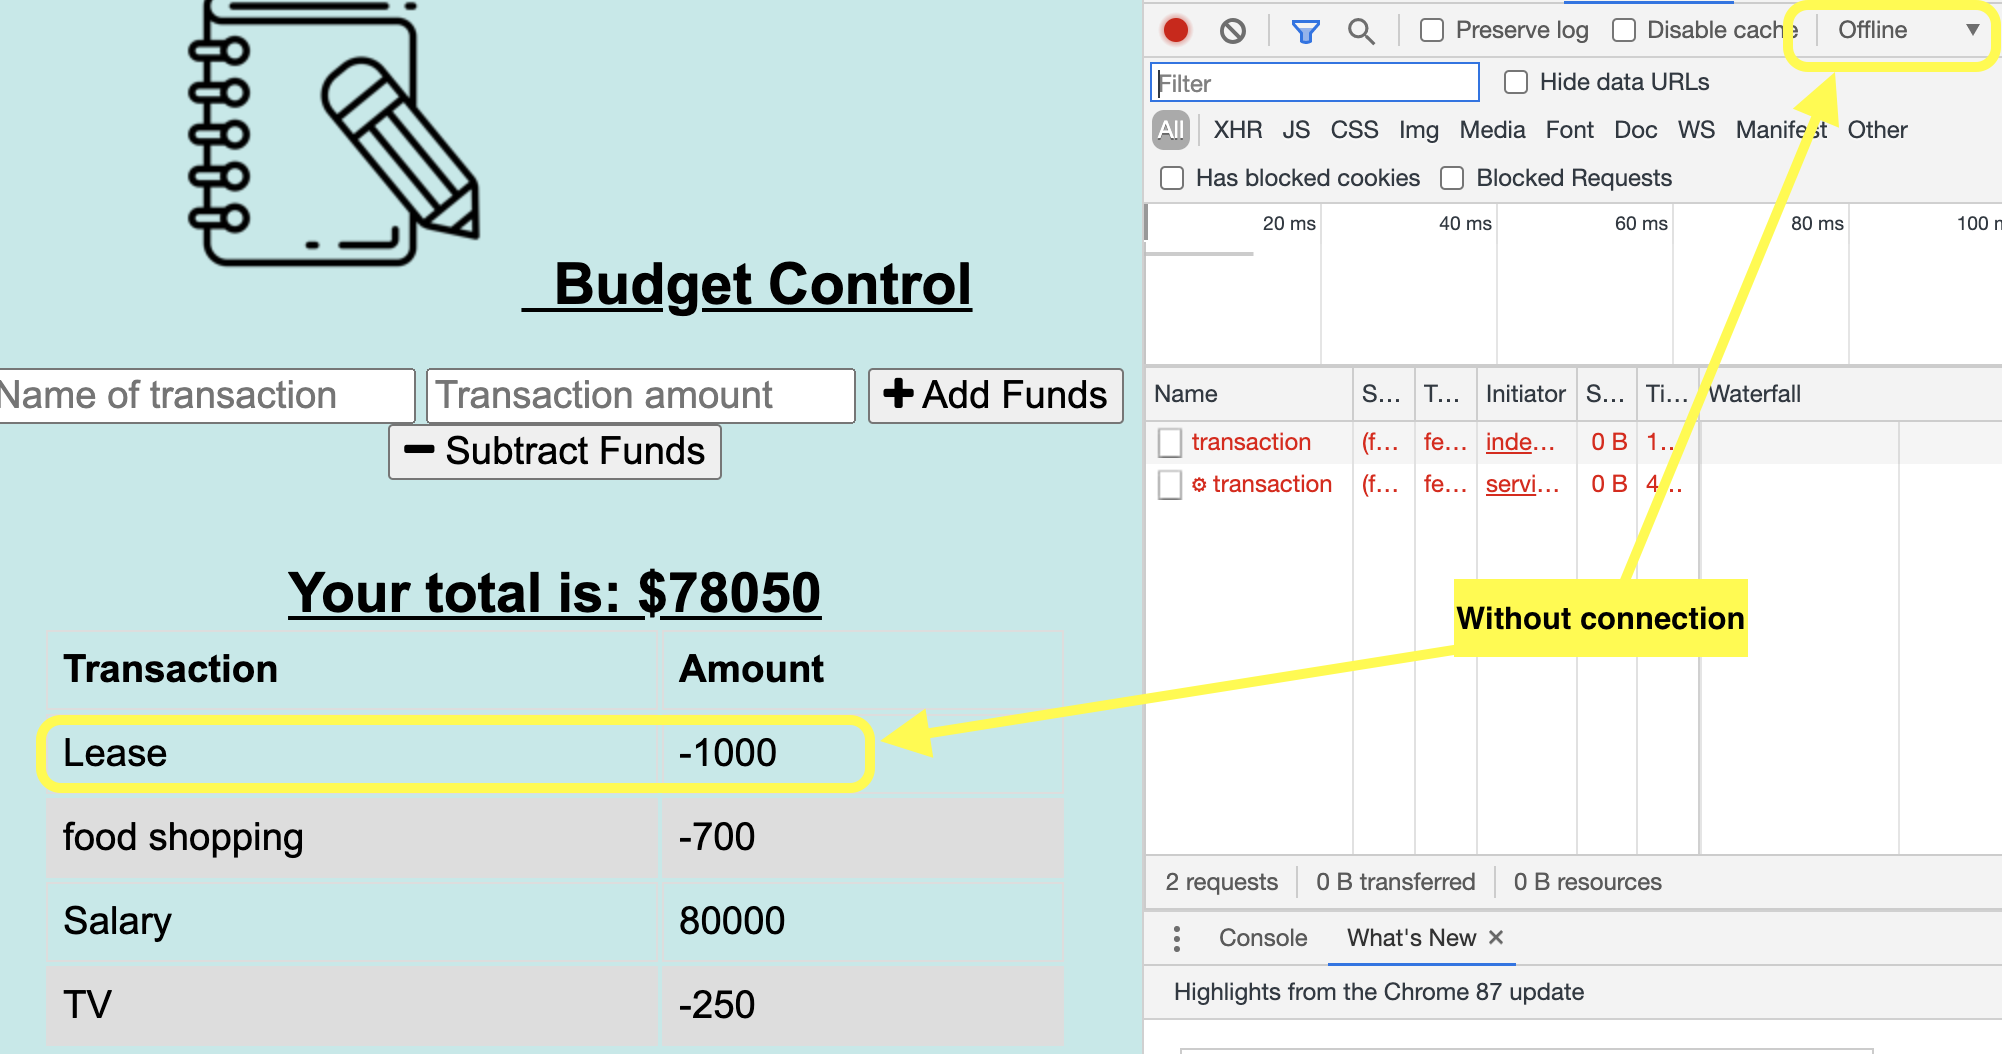 Budget Control
Name of transaction
Transaction amount
Add Funds
Subtract Funds
Your total is: $78050
Transaction Amount
Lease -1000
food shopping -700
Salary 80000
TV -250
Preserve log Disable cache Offline
Filter Hide data URLs
All XHR JS CSS Img Media Font Doc WS Manifest Other
Has blocked cookies Blocked Requests
20 ms 40 ms 60 ms 80 ms 100 m
Name S... T... Initiator S... Ti... Waterfall
transaction (f... fe... inde... 0 B 1...
transaction (f... fe... servi... 0 B 4...
Without connection
2 requests 0 B transferred 0 B resources
Console What's New
Highlights from the Chrome 87 update